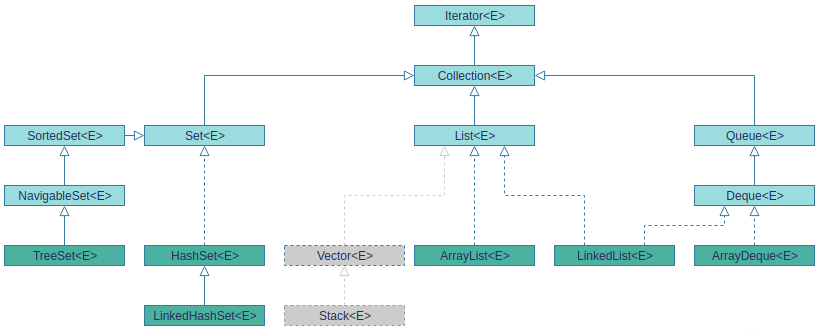 Iterator<E>
Collection<E>
SortedSet<E>
Set<E>
List<E>
Queue<E>
NavigableSet<E>
Deque<E>
TreeSet<E>
HashSet<E>
Vector<E>
ArrayList<E>
LinkedList<E>
ArrayDeque<E>
LinkedHashSet<E>
Stack<E>